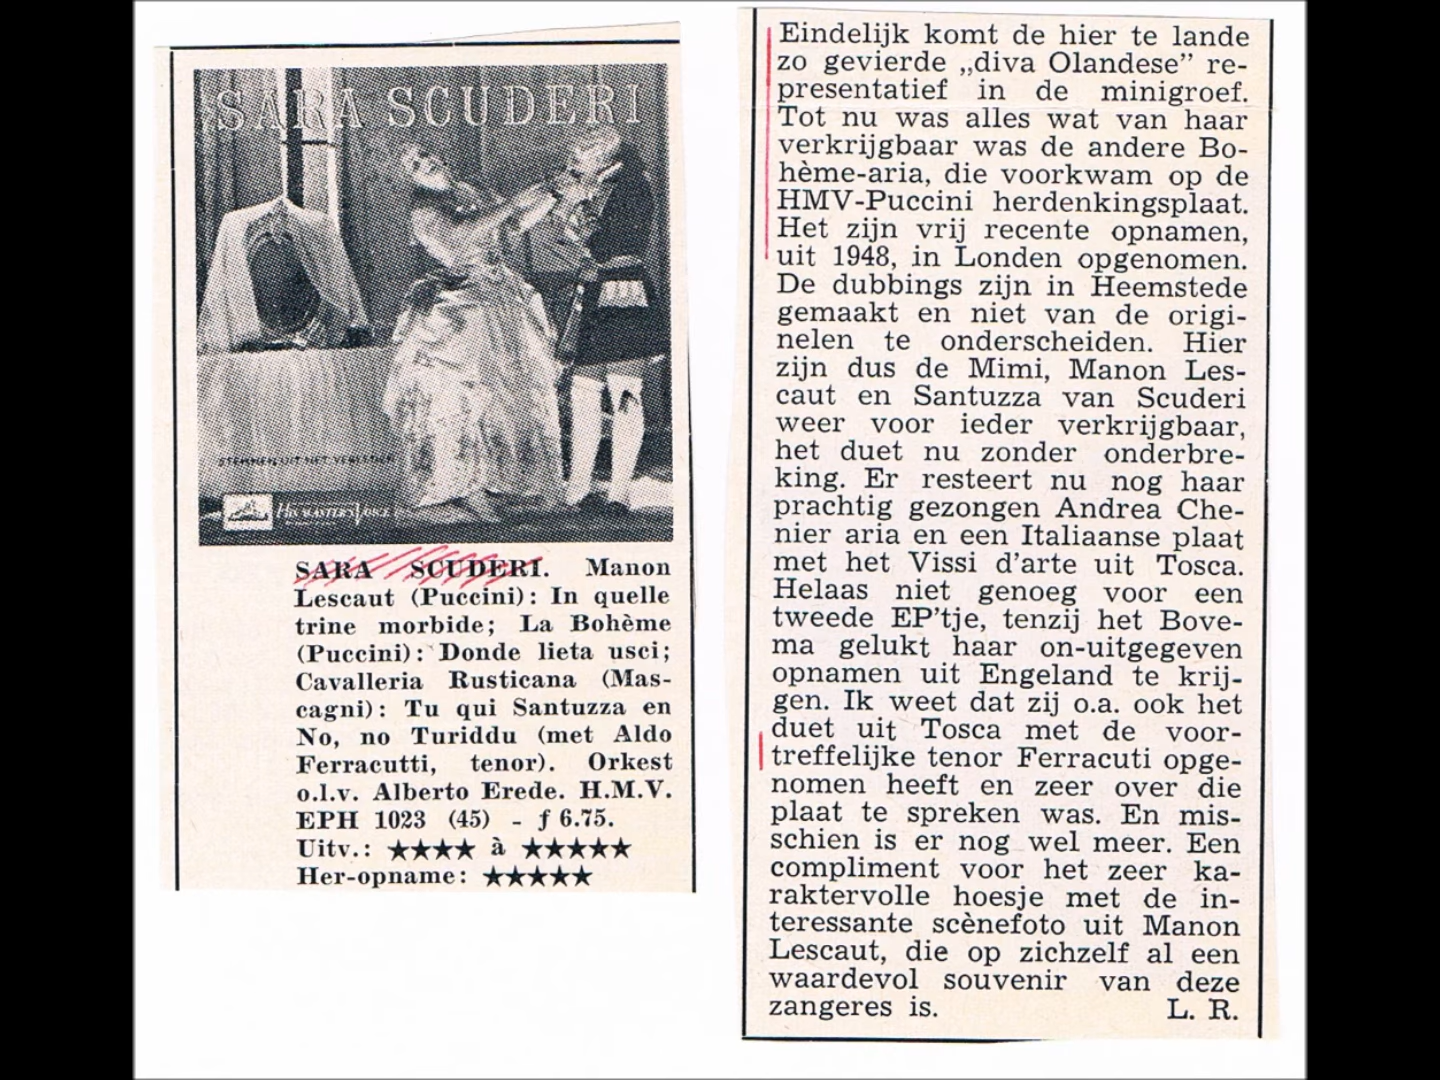 SARA SCUDERI
STEMMEN UIT HET VERLEDEN
HIS MASTER'S VOICE
SARA SCUDERI. Manon
Lescaut (Puccini): In quelle
trine morbide; La Bohème
(Puccini): Donde lieta usci;
Cavalleria Rusticana (Mas-
cagni): Tu qui Santuzza en
No, no Turiddu (met Aldo
Ferracutti, tenor). Orkest
o.l.v. Alberto Erede. H.M.V.
EPH 1023 (45) - ƒ 6.75.
Uitv.: ★★★★ à ★★★★★
Her-opname: ★★★★★
Eindelijk komt de hier te lande
zo gevierde „diva Olandese” re-
presentatief in de minigroef.
Tot nu was alles wat van haar
verkrijgbaar was de andere Bo-
hème-aria, die voorkwam op de
HMV-Puccini herdenkingsplaat.
Het zijn vrij recente opnamen,
uit 1948, in Londen opgenomen.
De dubbings zijn in Heemstede
gemaakt en niet van de origi-
nelen te onderscheiden. Hier
zijn dus de Mimi, Manon Les-
caut en Santuzza van Scuderi
weer voor ieder verkrijgbaar,
het duet nu zonder onderbre-
king. Er resteert nu nog haar
prachtig gezongen Andrea Che-
nier aria en een Italiaanse plaat
met het Vissi d'arte uit Tosca.
Helaas niet genoeg voor een
tweede EP'tje, tenzij het Bove-
ma gelukt haar on-uitgegeven
opnamen uit Engeland te krij-
gen. Ik weet dat zij o.a. ook het
duet uit Tosca met de voor-
treffelijke tenor Ferracuti opge-
nomen heeft en zeer over die
plaat te spreken was. En mis-
schien is er nog wel meer. Een
compliment voor het zeer ka-
raktervolle hoesje met de in-
teressante scènefoto uit Manon
Lescaut, die op zichzelf al een
waardevol souvenir van deze
zangeres is. L. R.